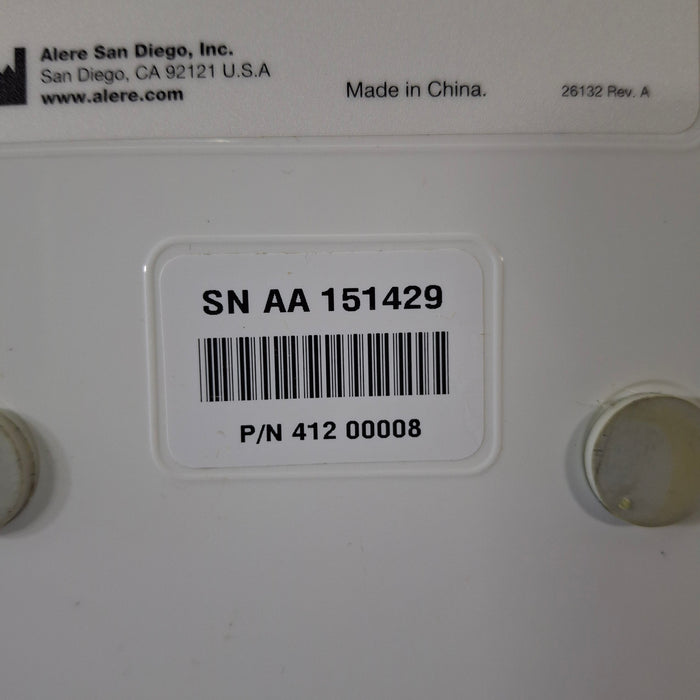 Alere San Diego, Inc.
San Diego, CA 92121 U.S.A
www.alere.com
Made in China.
26132 Rev. A
SN AA 151429
P/N 412 00008